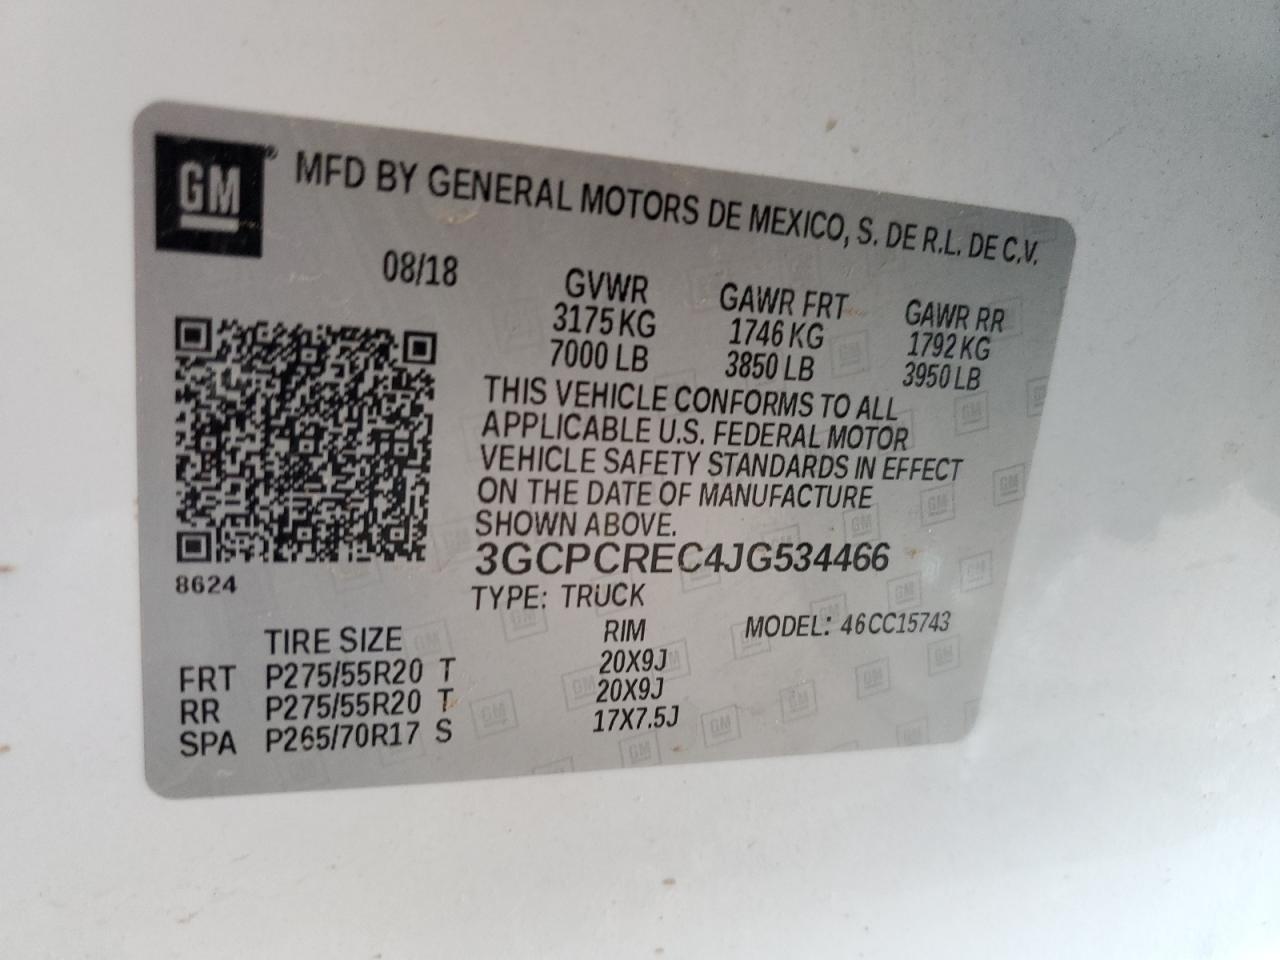 GM® MFD BY GENERAL MOTORS DE MEXICO, S. DE R.L. DE C.V.
08/18
GVWR GAWR FRT GAWR RR
3175 KG 1746 KG 1792 KG
7000 LB 3850 LB 3950 LB
THIS VEHICLE CONFORMS TO ALL
APPLICABLE U.S. FEDERAL MOTOR
VEHICLE SAFETY STANDARDS IN EFFECT
ON THE DATE OF MANUFACTURE
SHOWN ABOVE.
3GCPCREC4JG534466
8624
TYPE: TRUCK
MODEL: 46CC15743
TIRE SIZE RIM
FRT P275/55R20 T 20X9J
RR P275/55R20 T 20X9J
SPA P265/70R17 S 17X7.5J